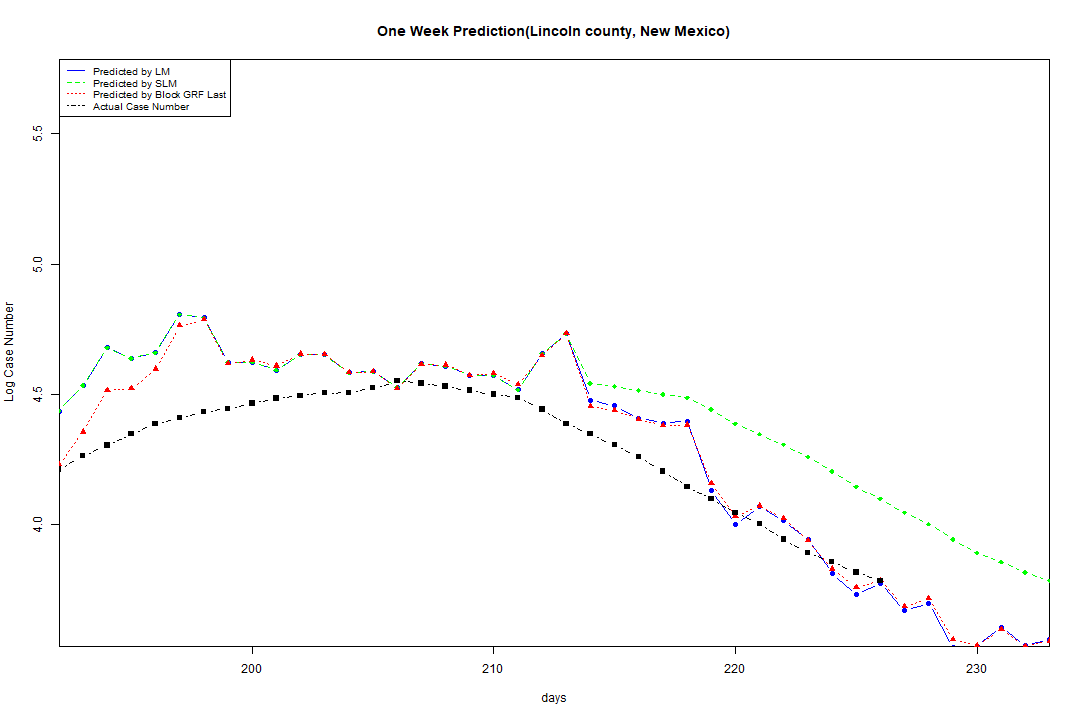 One Week Prediction(Lincoln county, New Mexico)
Predicted by LM
Predicted by SLM
Predicted by Block GRF Last
Actual Case Number
5.5
5.0
4.5
4.0
Log Case Number
200 210 220 230
days